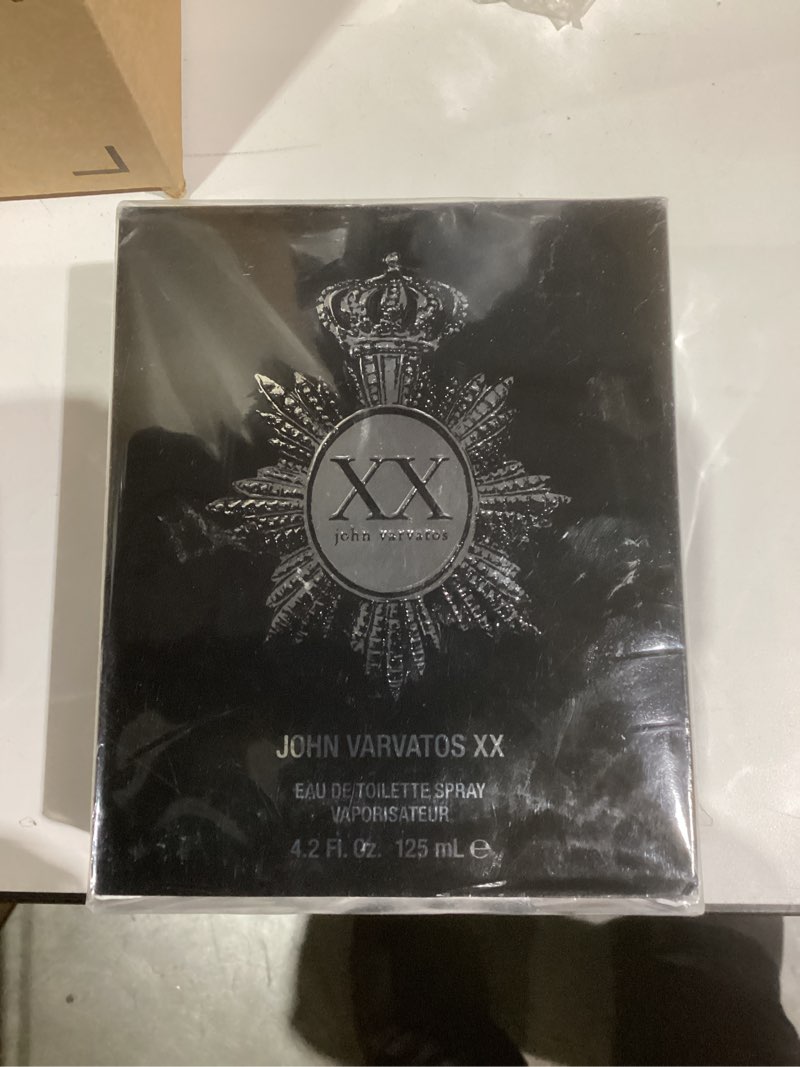 XX
john varvatos
JOHN VARVATOS XX
EAU DE TOILETTE SPRAY
VAPORISATEUR
4.2 Fl. Oz. 125 mL ℮